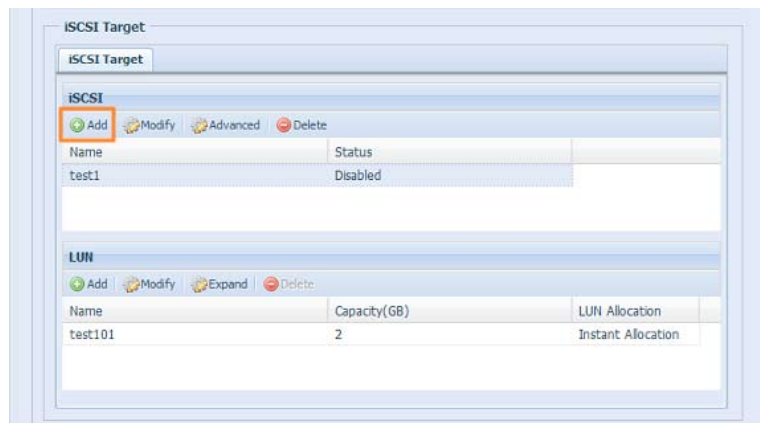 iSCSI Target
iSCSI Target
iSCSI
Add Modify Advanced Delete
Name Status
test1 Disabled
LUN
Add Modify Expand Delete
Name Capacity(GB) LUN Allocation
test101 2 Instant Allocation